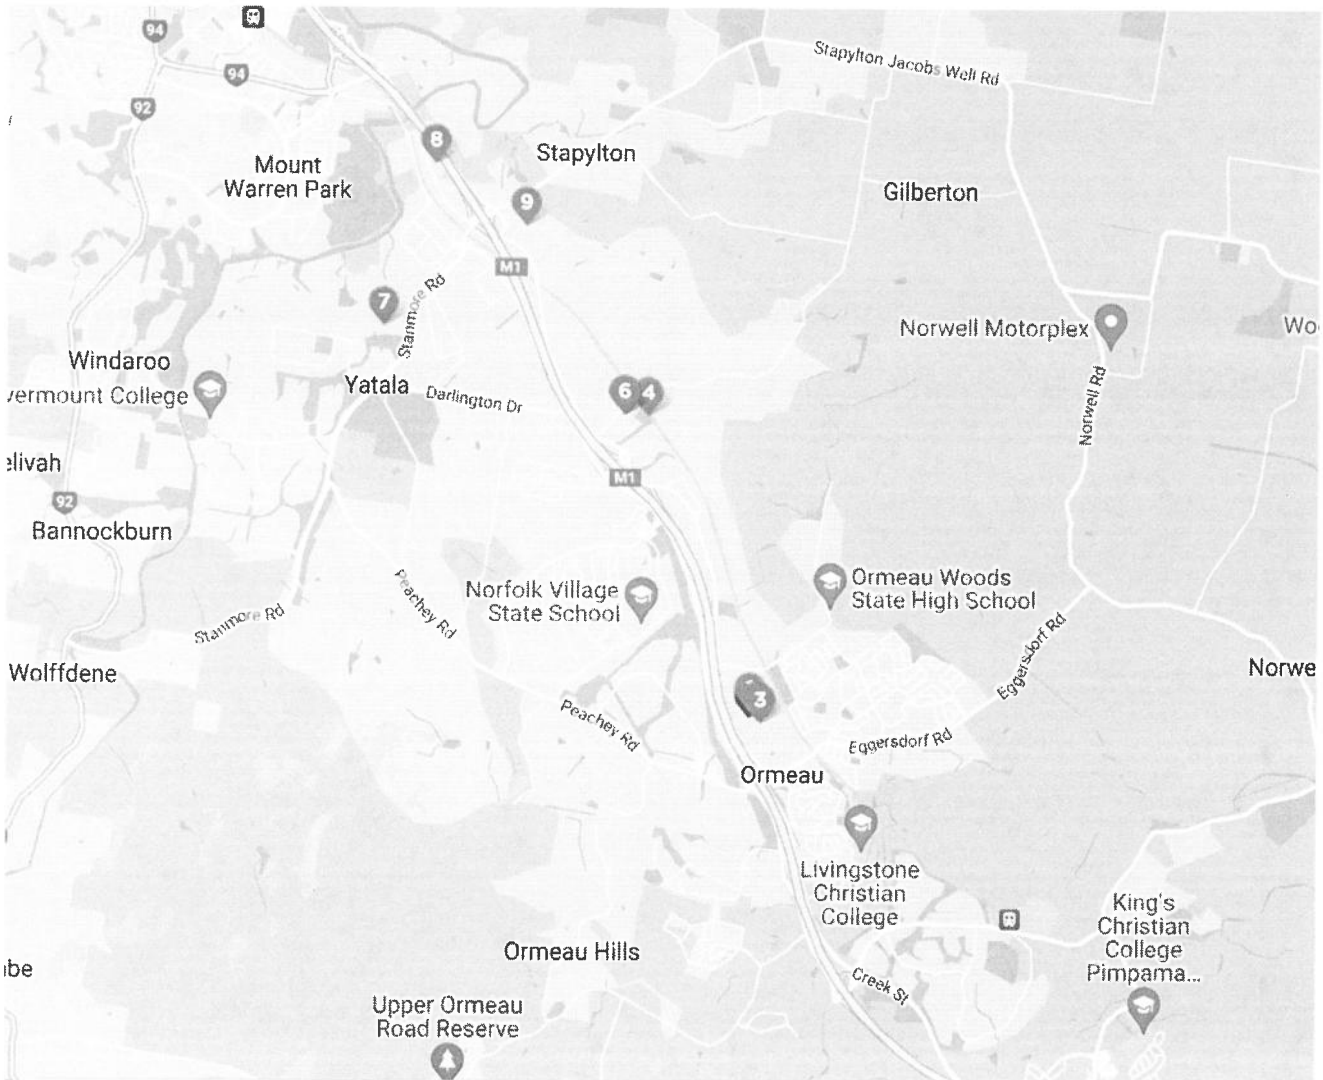 94
94
92
Stapylton Jacobs Well Rd
8
Stapylton
Mount
Warren Park
Gilberton
9
M1
7
Stanmore Rd
Norwell Motorplex
Wo
Windaroo
vermount College
Yatala
Darlington Dr
6
4
Norwell Rd
elivah
M1
92
Bannockburn
Norfolk Village
State School
Ormeau Woods
State High School
Peachey Rd
Stanmore Rd
Eggersdorf Rd
Wolffdene
Norwe
3
Peachey Rd
Eggersdorf Rd
Ormeau
Livingstone
Christian
College
King's
Christian
College
Pimpama...
Ormeau Hills
be
Creek St
Upper Ormeau
Road Reserve